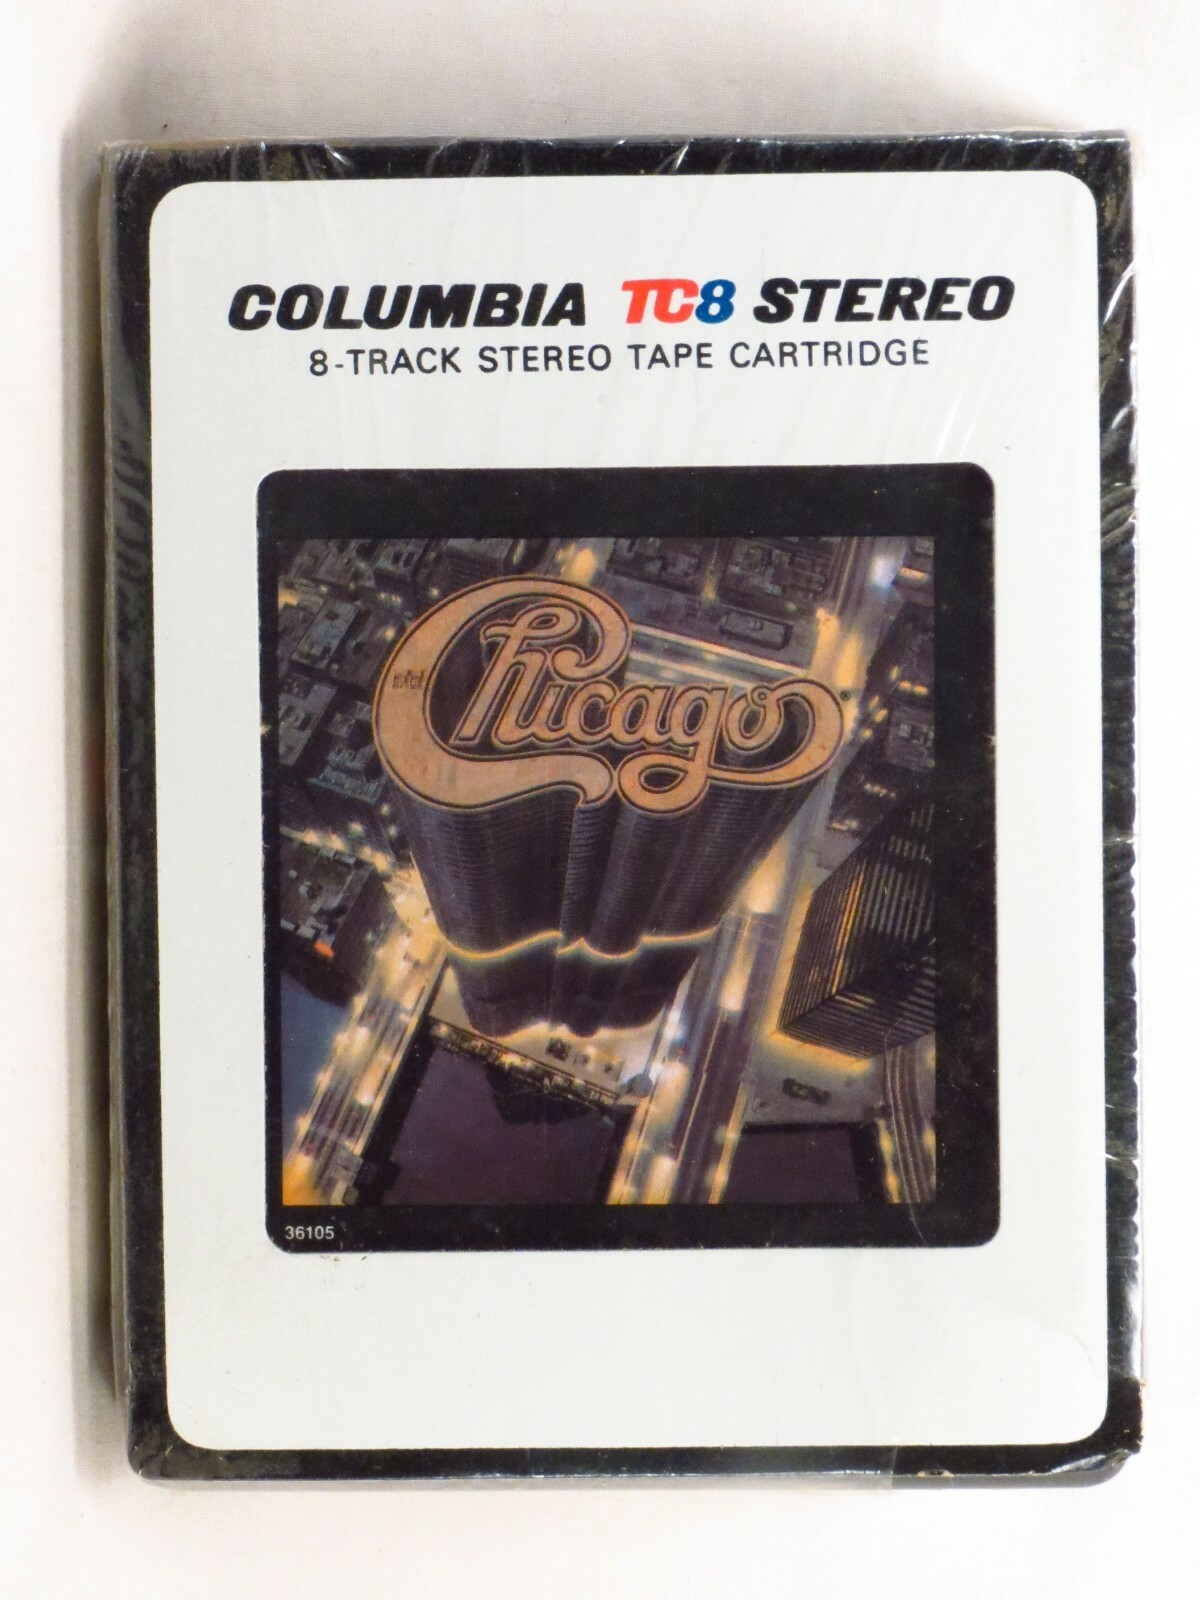 COLUMBIA TC8 STEREO
8-TRACK STEREO TAPE CARTRIDGE
Chicago®
36105